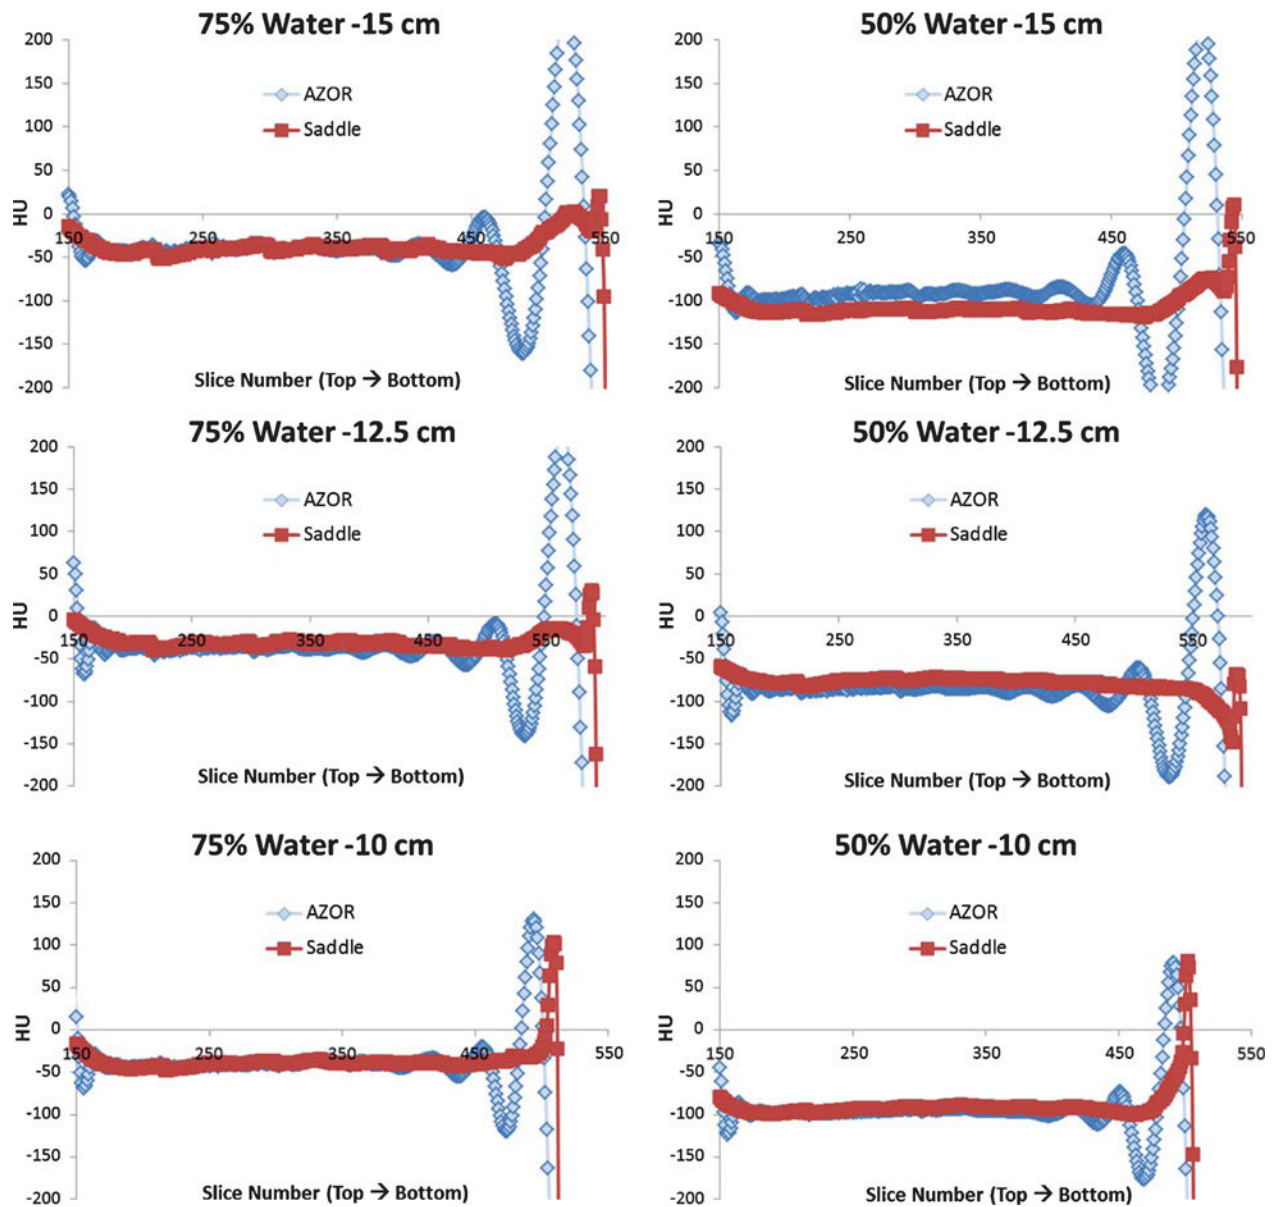 75% Water -15 cm
200
150
100
50
0
-50
-100
-150
-200
HU
AZOR
Saddle
150
250
350
450
550
Slice Number (Top → Bottom)
50% Water -15 cm
200
150
100
50
0
-50
-100
-150
-200
HU
AZOR
Saddle
150
250
350
450
550
Slice Number (Top → Bottom)
75% Water -12.5 cm
200
150
100
50
0
-50
-100
-150
-200
HU
AZOR
Saddle
150
250
350
450
550
Slice Number (Top → Bottom)
50% Water -12.5 cm
200
150
100
50
0
-50
-100
-150
-200
HU
AZOR
Saddle
150
250
350
450
550
Slice Number (Top → Bottom)
75% Water -10 cm
200
150
100
50
0
-50
-100
-150
-200
HU
AZOR
Saddle
150
250
350
450
550
Slice Number (Top → Bottom)
50% Water -10 cm
200
150
100
50
0
-50
-100
-150
-200
HU
AZOR
Saddle
150
250
350
450
550
Slice Number (Top → Bottom)